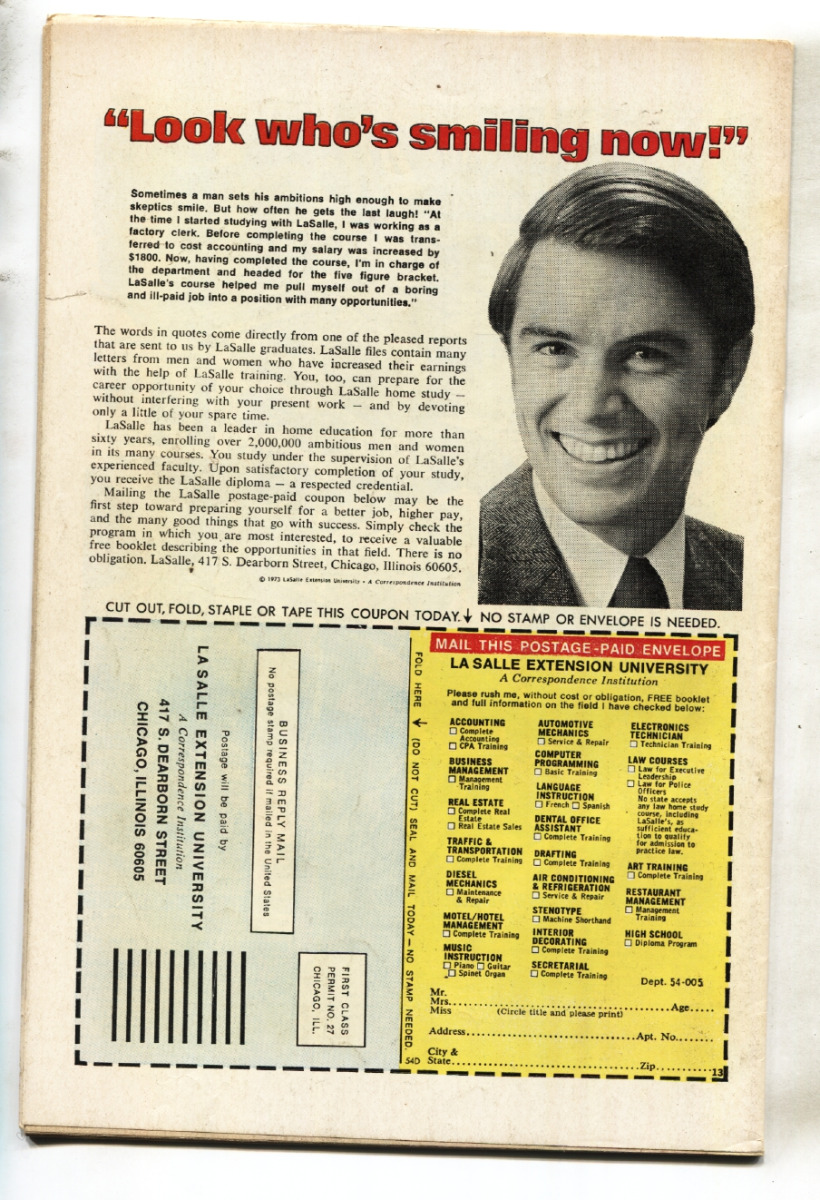 “Look who’s smiling now!”
Sometimes a man sets his ambitions high enough to make
skeptics smile. But how often he gets the last laugh! “At
the time I started studying with LaSalle, I was working as a
factory clerk. Before completing the course I was trans-
ferred to cost accounting and my salary was increased by
$1800. Now, having completed the course, I’m in charge of
the department and headed for the five figure bracket.
LaSalle’s course helped me pull myself out of a boring
and ill-paid job into a position with many opportunities.”
The words in quotes come directly from one of the pleased reports
that are sent to us by LaSalle graduates. LaSalle files contain many
letters from men and women who have increased their earnings
with the help of LaSalle training. You, too, can prepare for the
career opportunity of your choice through LaSalle home study —
without interfering with your present work — and by devoting
only a little of your spare time.
LaSalle has been a leader in home education for more than
sixty years, enrolling over 2,000,000 ambitious men and women
in its many courses. You study under the supervision of LaSalle’s
experienced faculty. Upon satisfactory completion of your study,
you receive the LaSalle diploma — a respected credential.
Mailing the LaSalle postage-paid coupon below may be the
first step toward preparing yourself for a better job, higher pay,
and the many good things that go with success. Simply check the
program in which you are most interested, to receive a valuable
free booklet describing the opportunities in that field. There is no
obligation. LaSalle, 417 S. Dearborn Street, Chicago, Illinois 60605.
© 1973 LaSalle Extension University • A Correspondence Institution
CUT OUT, FOLD, STAPLE OR TAPE THIS COUPON TODAY. ↓ NO STAMP OR ENVELOPE IS NEEDED.
FIRST CLASS
PERMIT NO. 27
CHICAGO, ILL.
BUSINESS REPLY MAIL
No postage stamp required if mailed in the United States
Postage will be paid by
LA SALLE EXTENSION UNIVERSITY
A Correspondence Institution
417 S. DEARBORN STREET
CHICAGO, ILLINOIS 60605
FOLD HERE → (DO NOT CUT) SEAL AND MAIL TODAY — NO STAMP NEEDED
54D
MAIL THIS POSTAGE-PAID ENVELOPE
LA SALLE EXTENSION UNIVERSITY
A Correspondence Institution
Please rush me, without cost or obligation, FREE booklet
and full information on the field I have checked below:
ACCOUNTING
☐ Complete
Accounting
☐ CPA Training
BUSINESS
MANAGEMENT
☐ Management
Training
REAL ESTATE
☐ Complete Real
Estate
☐ Real Estate Sales
TRAFFIC &
TRANSPORTATION
☐ Complete Training
DIESEL
MECHANICS
☐ Maintenance
& Repair
MOTEL/HOTEL
MANAGEMENT
☐ Complete Training
MUSIC
INSTRUCTION
☐ Piano ☐ Guitar
☐ Spinet Organ
AUTOMOTIVE
MECHANICS
☐ Service & Repair
COMPUTER
PROGRAMMING
☐ Basic Training
LANGUAGE
INSTRUCTION
☐ French ☐ Spanish
DENTAL OFFICE
ASSISTANT
☐ Complete Training
DRAFTING
☐ Complete Training
AIR CONDITIONING
& REFRIGERATION
☐ Service & Repair
STENOTYPE
☐ Machine Shorthand
INTERIOR
DECORATING
☐ Complete Training
SECRETARIAL
☐ Complete Training
ELECTRONICS
TECHNICIAN
☐ Technician Training
LAW COURSES
☐ Law for Executive
Leadership
☐ Law for Police
Officers
No state accepts
any law home study
course, including
LaSalle’s, as
sufficient educa-
tion to qualify
for admission to
practice law.
ART TRAINING
☐ Complete Training
RESTAURANT
MANAGEMENT
☐ Management
Training
HIGH SCHOOL
☐ Diploma Program
Dept. 54-005
Mr.
Mrs. Age
Miss (Circle title and please print)
Address Apt. No.
City &
State Zip
13